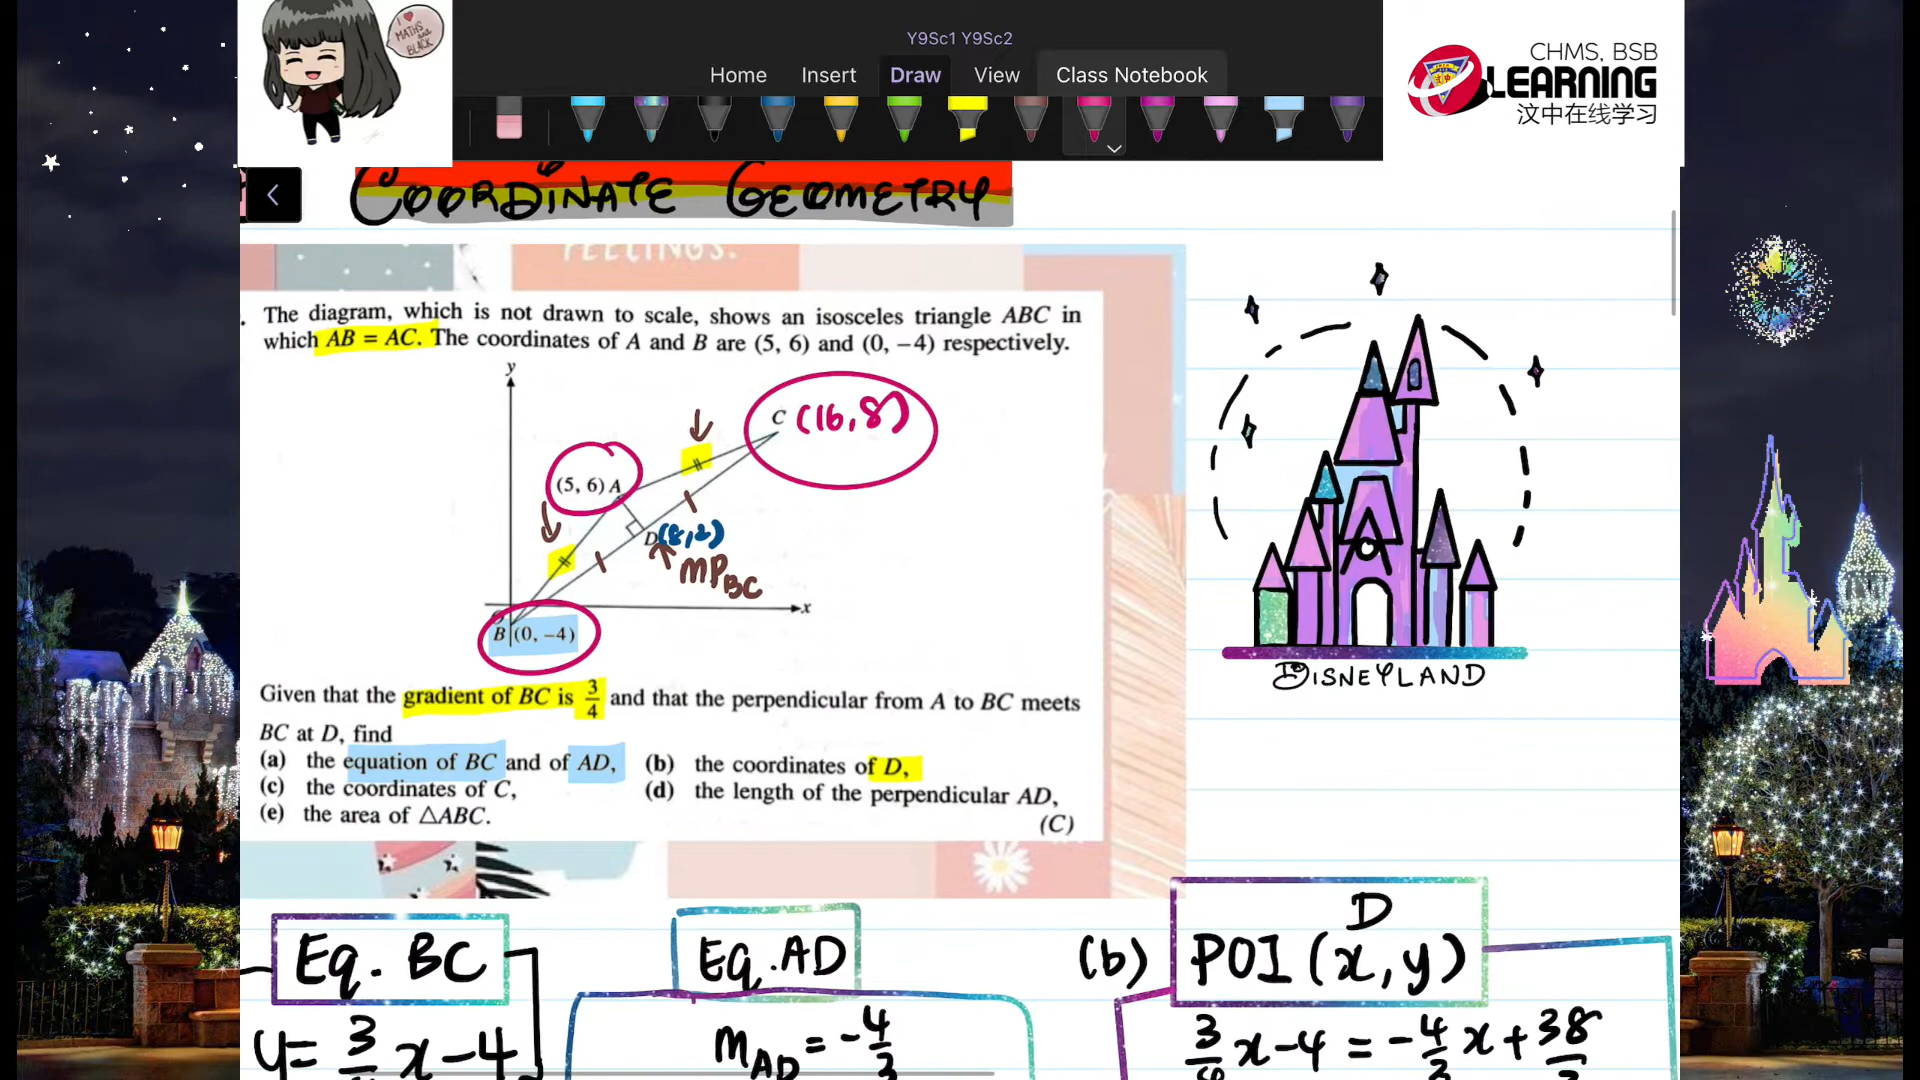 I ♥ MATHS and BLACK
Y9Sc1 Y9Sc2
Home Insert Draw View Class Notebook
CHMS, BSB
LEARNING
汶中在线学习
COORDINATE GEOMETRY
FEELINGS.
The diagram, which is not drawn to scale, shows an isosceles triangle ABC in
which AB = AC. The coordinates of A and B are (5, 6) and (0, −4) respectively.
y
C (16,8)
(5, 6) A
D(8,2)
MP BC
x
B (0, −4)
Given that the gradient of BC is 3/4 and that the perpendicular from A to BC meets
BC at D, find
(a) the equation of BC and of AD, (b) the coordinates of D,
(c) the coordinates of C, (d) the length of the perpendicular AD,
(e) the area of △ABC.
(C)
DISNEYLAND
Eq. BC
Eq. AD
(b) POI (x, y)
D
y = 3/4 x − 4
m AD = −4/3
3/4 x − 4 = −4/3 x + 38/3